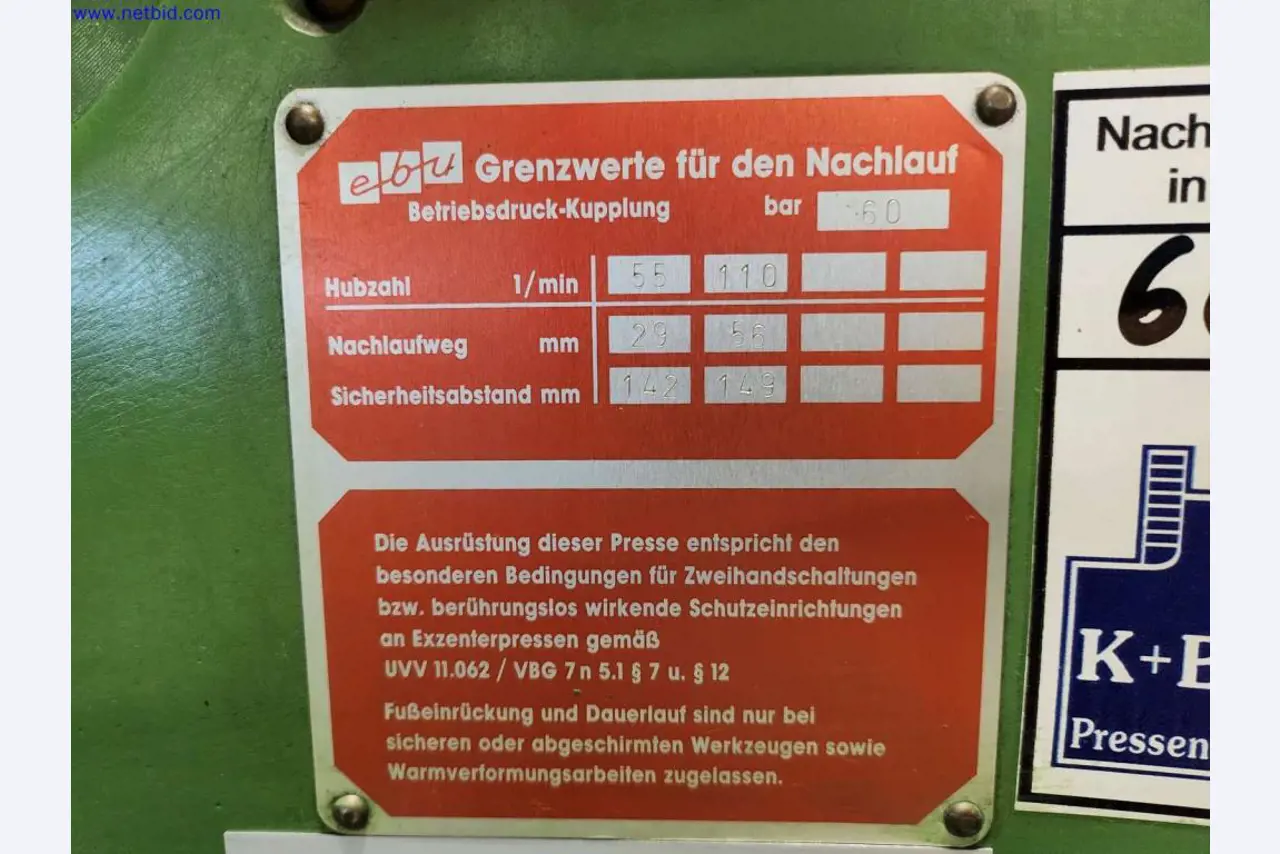 www.netbid.com
ebu Grenzwerte für den Nachlauf
Betriebsdruck-Kupplung bar 60
Hubzahl 1/min 55 110
Nachlaufweg mm 29 56
Sicherheitsabstand mm 142 149
Die Ausrüstung dieser Presse entspricht den
besonderen Bedingungen für Zweihandschaltungen
bzw. berührungslos wirkende Schutzeinrichtungen
an Exzenterpressen gemäß
UVV 11.062 / VBG 7 n 5.1 § 7 u. § 12
Fußeinrückung und Dauerlauf sind nur bei
sicheren oder abgeschirmten Werkzeugen sowie
Warmverformungsarbeiten zugelassen.
Nach
in
6
K+B
Pressen